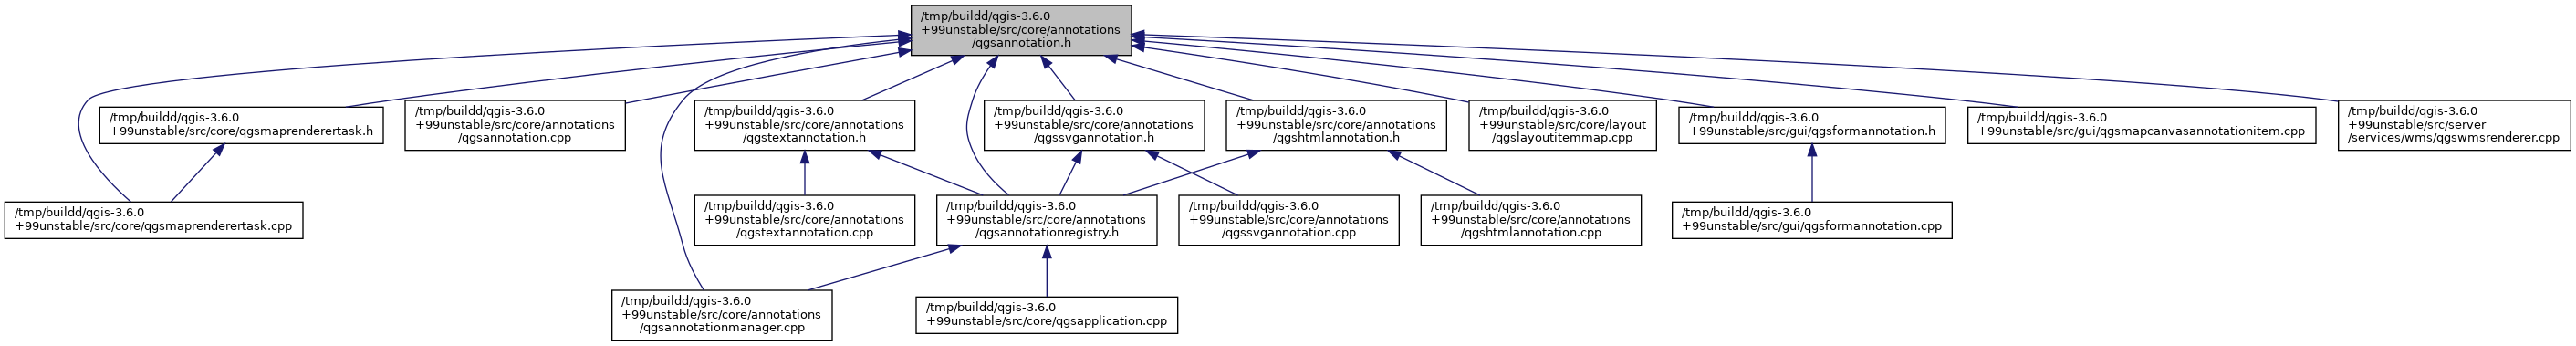 /tmp/buildd/qgis-3.6.0
+99unstable/src/core/annotations
/qgsannotation.h
/tmp/buildd/qgis-3.6.0
+99unstable/src/core/qgsmaprenderertask.h
/tmp/buildd/qgis-3.6.0
+99unstable/src/core/annotations
/qgsannotation.cpp
/tmp/buildd/qgis-3.6.0
+99unstable/src/core/annotations
/qgstextannotation.h
/tmp/buildd/qgis-3.6.0
+99unstable/src/core/annotations
/qgssvgannotation.h
/tmp/buildd/qgis-3.6.0
+99unstable/src/core/annotations
/qgshtmlannotation.h
/tmp/buildd/qgis-3.6.0
+99unstable/src/core/layout
/qgslayoutitemmap.cpp
/tmp/buildd/qgis-3.6.0
+99unstable/src/gui/qgsformannotation.h
/tmp/buildd/qgis-3.6.0
+99unstable/src/gui/qgsmapcanvasannotationitem.cpp
/tmp/buildd/qgis-3.6.0
+99unstable/src/server
/services/wms/qgswmsrenderer.cpp
/tmp/buildd/qgis-3.6.0
+99unstable/src/core/qgsmaprenderertask.cpp
/tmp/buildd/qgis-3.6.0
+99unstable/src/core/annotations
/qgstextannotation.cpp
/tmp/buildd/qgis-3.6.0
+99unstable/src/core/annotations
/qgsannotationregistry.h
/tmp/buildd/qgis-3.6.0
+99unstable/src/core/annotations
/qgssvgannotation.cpp
/tmp/buildd/qgis-3.6.0
+99unstable/src/core/annotations
/qgshtmlannotation.cpp
/tmp/buildd/qgis-3.6.0
+99unstable/src/gui/qgsformannotation.cpp
/tmp/buildd/qgis-3.6.0
+99unstable/src/core/annotations
/qgsannotationmanager.cpp
/tmp/buildd/qgis-3.6.0
+99unstable/src/core/qgsapplication.cpp